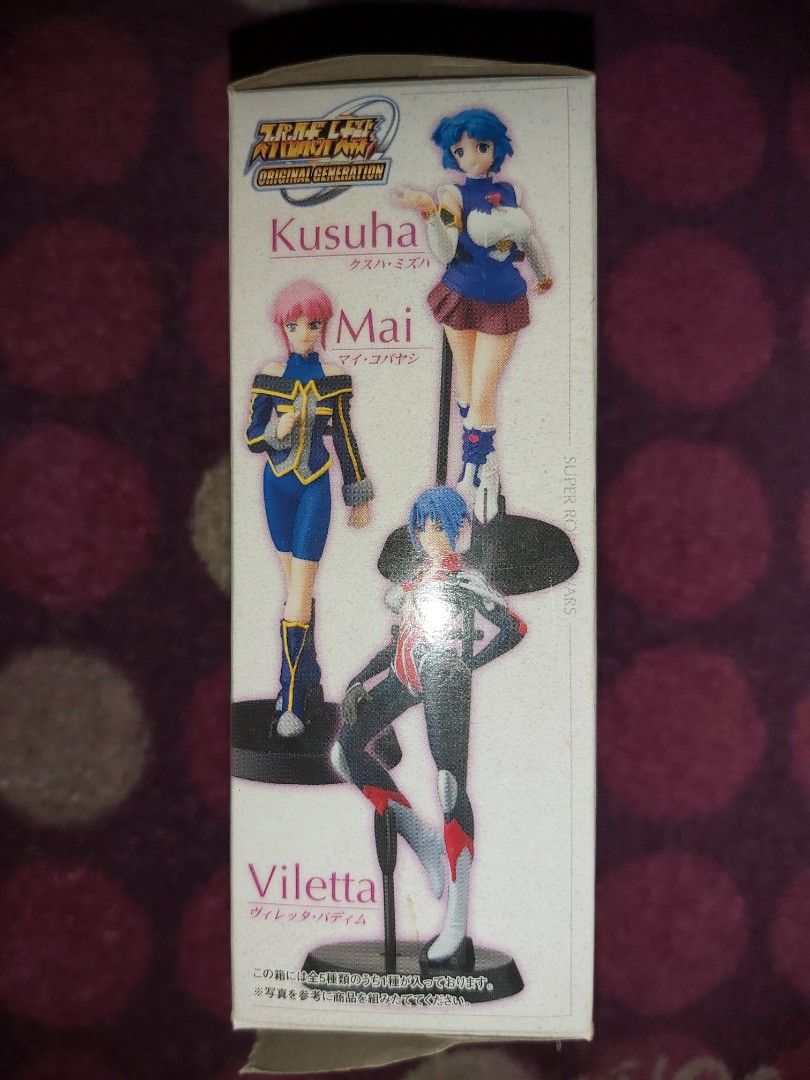 スーパーロボット大戦
ORIGINAL GENERATION
Kusuha
クスハ・ミズハ
Mai
マイ・コバヤシ
SUPER ROBOT WARS
Viletta
ヴィレッタ・バディム
この箱には全5種類のうち1種が入っております。
※写真を参考に商品を組みたててください。